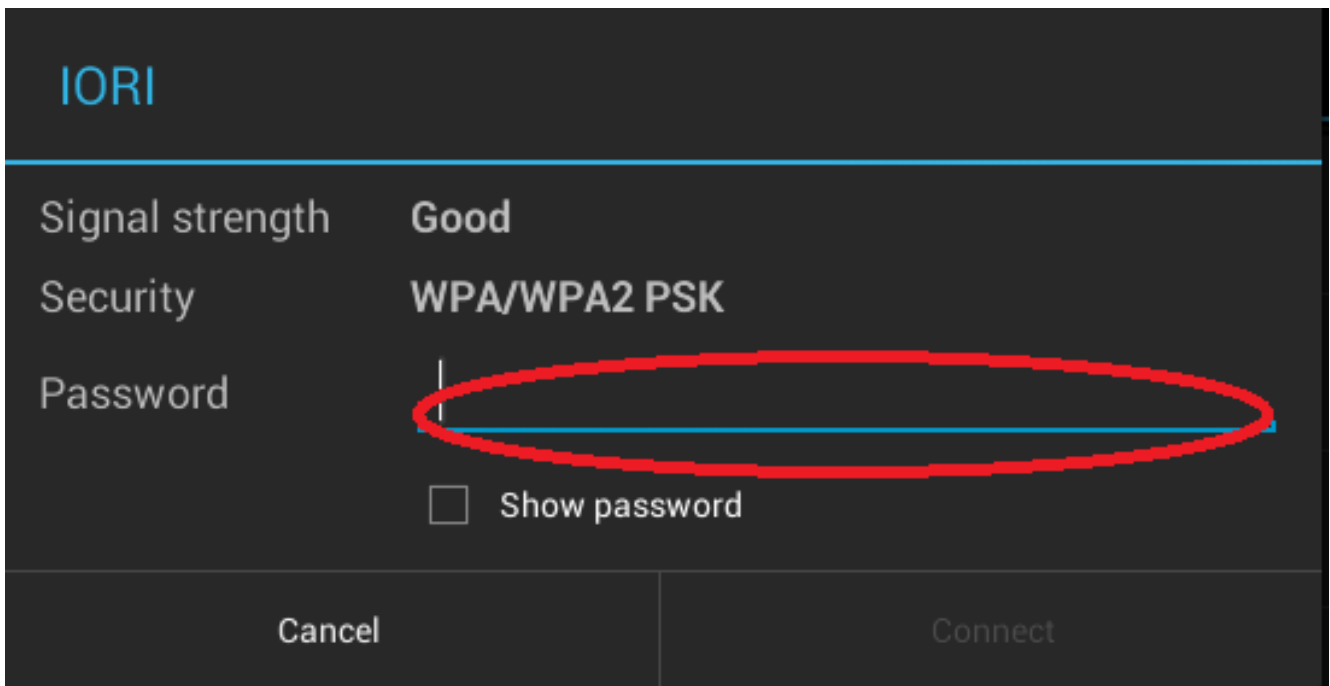 IORI
Signal strength Good
Security WPA/WPA2 PSK
Password
Show password
Cancel Connect